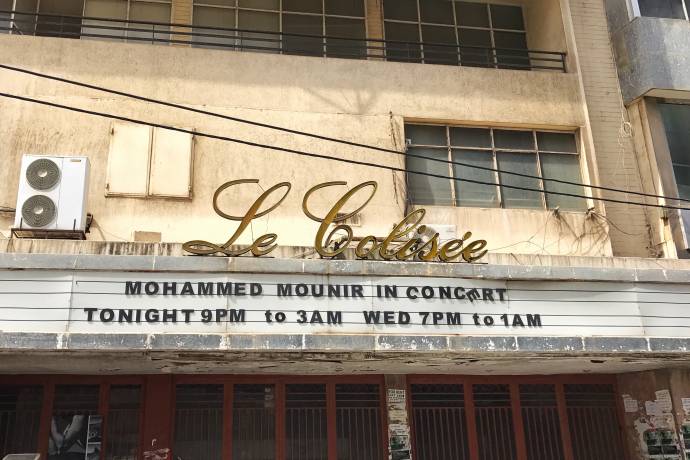 Le Colisée
MOHAMMED MOUNIR IN CONCERT
TONIGHT 9PM to 3AM WED 7PM to 1AM